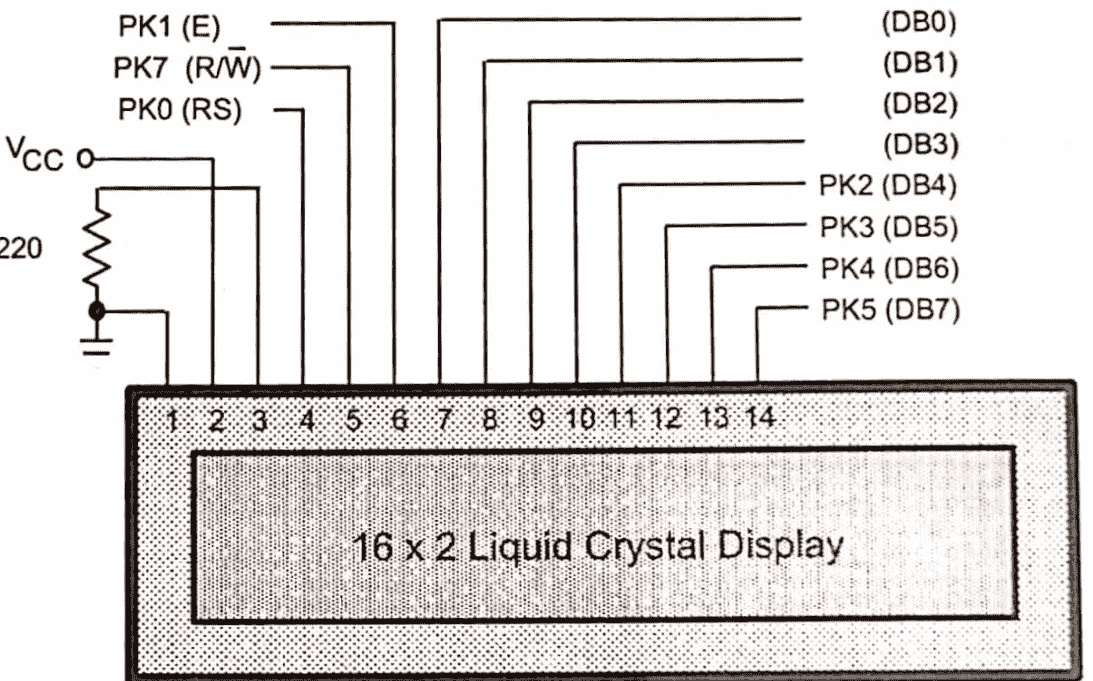 PK1 (E)
PK7 (R/W̅)
PK0 (RS)
VCC
220
(DB0)
(DB1)
(DB2)
(DB3)
PK2 (DB4)
PK3 (DB5)
PK4 (DB6)
PK5 (DB7)
1 2 3 4 5 6 7 8 9 10 11 12 13 14
16 x 2 Liquid Crystal Display